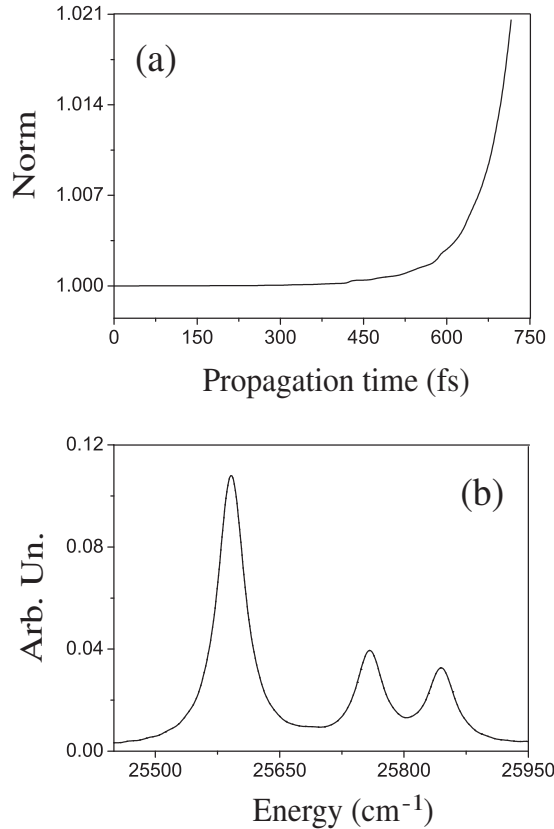 1.021
(a)
1.014
Norm
1.007
1.000
0 150 300 450 600 750
Propagation time (fs)
0.12
(b)
0.08
Arb. Un.
0.04
0.00
25500 25650 25800 25950
Energy (cm⁻¹)